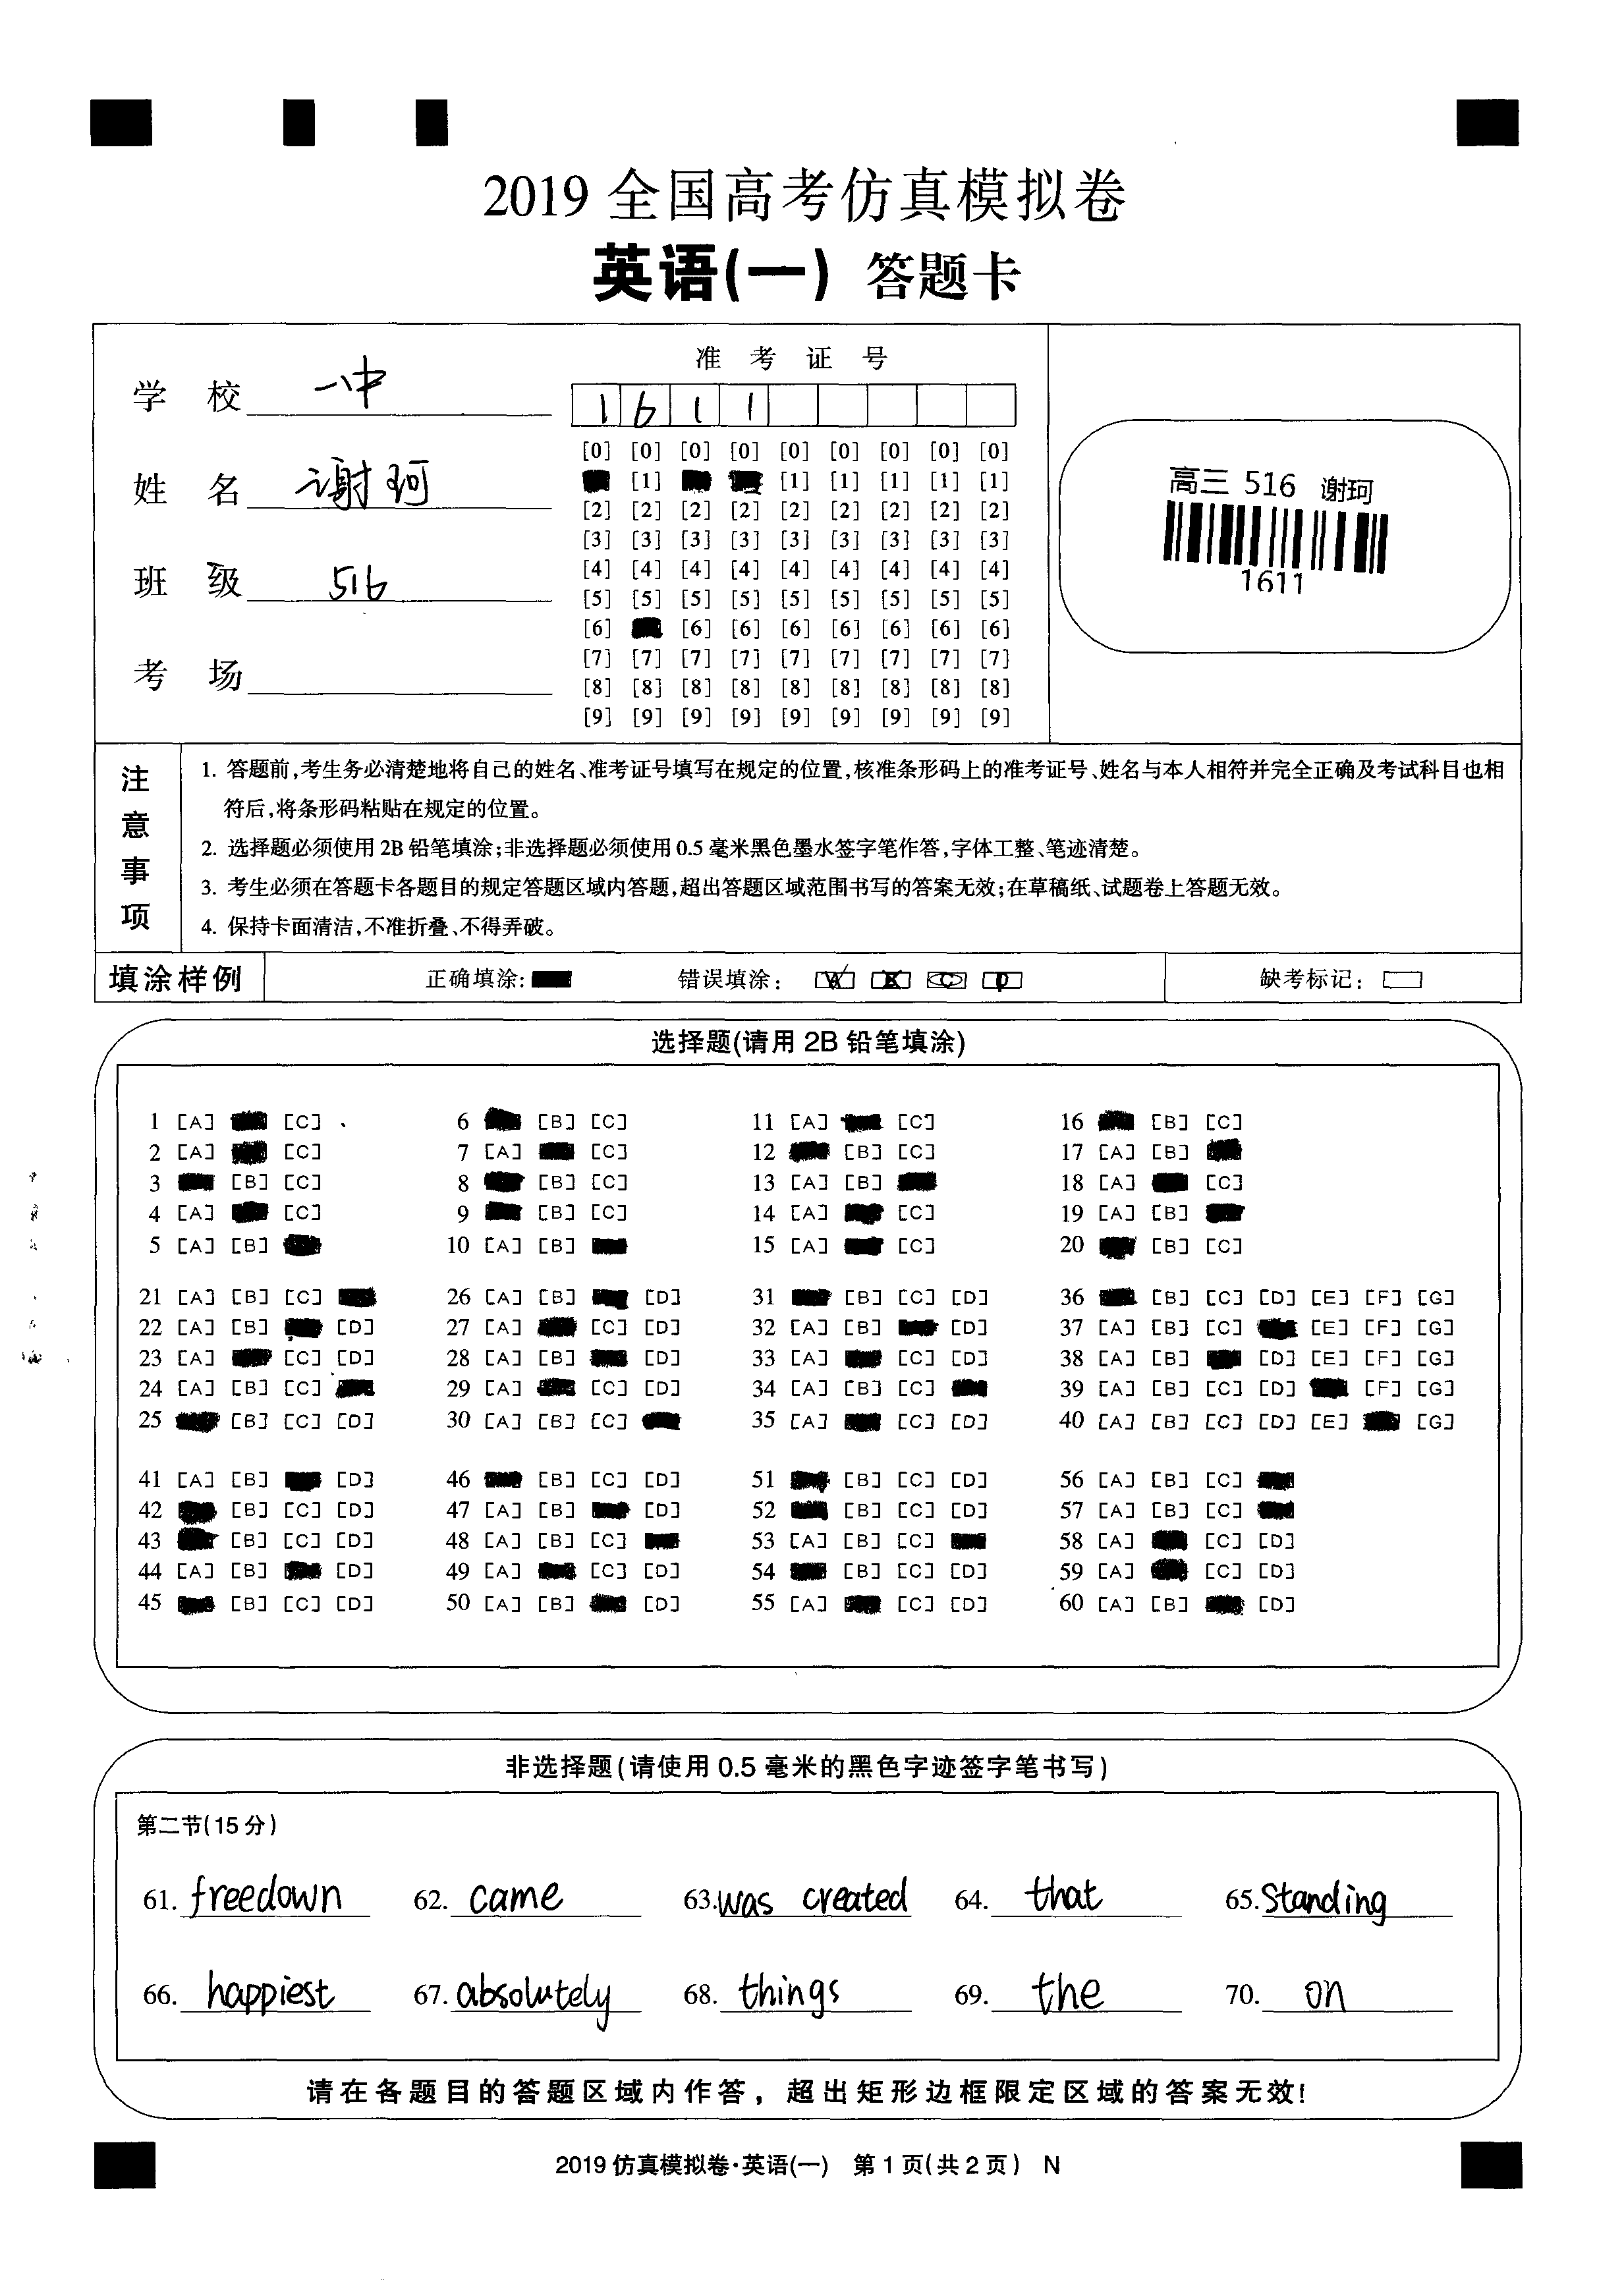 2019 全国高考仿真模拟卷
英语(一) 答题卡
学 校 一中
姓 名 谢珂
班 级 516
考 场
准 考 证 号
1 6 1 1
[0] [0] [0] [0] [0] [0] [0] [0] [0]
[1] [1] [1] [1] [1] [1]
[2] [2] [2] [2] [2] [2] [2] [2] [2]
[3] [3] [3] [3] [3] [3] [3] [3] [3]
[4] [4] [4] [4] [4] [4] [4] [4] [4]
[5] [5] [5] [5] [5] [5] [5] [5] [5]
[6] [6] [6] [6] [6] [6] [6] [6]
[7] [7] [7] [7] [7] [7] [7] [7] [7]
[8] [8] [8] [8] [8] [8] [8] [8] [8]
[9] [9] [9] [9] [9] [9] [9] [9] [9]
高三 516 谢珂
1611
注意事项
1. 答题前,考生务必清楚地将自己的姓名、准考证号填写在规定的位置,核准条形码上的准考证号、姓名与本人相符并完全正确及考试科目也相
符后,将条形码粘贴在规定的位置。
2. 选择题必须使用 2B 铅笔填涂;非选择题必须使用 0.5 毫米黑色墨水签字笔作答,字体工整、笔迹清楚。
3. 考生必须在答题卡各题目的规定答题区域内答题,超出答题区域范围书写的答案无效;在草稿纸、试题卷上答题无效。
4. 保持卡面清洁,不准折叠、不得弄破。
填涂样例 正确填涂: 错误填涂: A B C D 缺考标记:
选择题(请用 2B 铅笔填涂)
1 [A] [C] 6 [B] [C] 11 [A] [C] 16 [B] [C]
2 [A] [C] 7 [A] [C] 12 [B] [C] 17 [A] [B]
3 [B] [C] 8 [B] [C] 13 [A] [B] 18 [A] [C]
4 [A] [C] 9 [B] [C] 14 [A] [C] 19 [A] [B]
5 [A] [B] 10 [A] [B] 15 [A] [C] 20 [B] [C]
21 [A] [B] [C] 26 [A] [B] [D] 31 [B] [C] [D] 36 [B] [C] [D] [E] [F] [G]
22 [A] [B] [D] 27 [A] [C] [D] 32 [A] [B] [D] 37 [A] [B] [C] [E] [F] [G]
23 [A] [C] [D] 28 [A] [B] [D] 33 [A] [C] [D] 38 [A] [B] [D] [E] [F] [G]
24 [A] [B] [C] 29 [A] [C] [D] 34 [A] [B] [C] 39 [A] [B] [C] [D] [F] [G]
25 [B] [C] [D] 30 [A] [B] [C] 35 [A] [C] [D] 40 [A] [B] [C] [D] [E] [G]
41 [A] [B] [D] 46 [B] [C] [D] 51 [B] [C] [D] 56 [A] [B] [C]
42 [B] [C] [D] 47 [A] [B] [D] 52 [B] [C] [D] 57 [A] [B] [C]
43 [B] [C] [D] 48 [A] [B] [C] 53 [A] [B] [C] 58 [A] [C] [D]
44 [A] [B] [D] 49 [A] [C] [D] 54 [B] [C] [D] 59 [A] [C] [D]
45 [B] [C] [D] 50 [A] [B] [D] 55 [A] [C] [D] 60 [A] [B] [D]
非选择题(请使用 0.5 毫米的黑色字迹签字笔书写)
第二节(15 分)
61. freedown 62. came 63. was created 64. that 65. Standing
66. happiest 67. absolutely 68. things 69. the 70. on
请在各题目的答题区域内作答，超出矩形边框限定区域的答案无效!
2019 仿真模拟卷·英语(一) 第 1 页(共 2 页) N